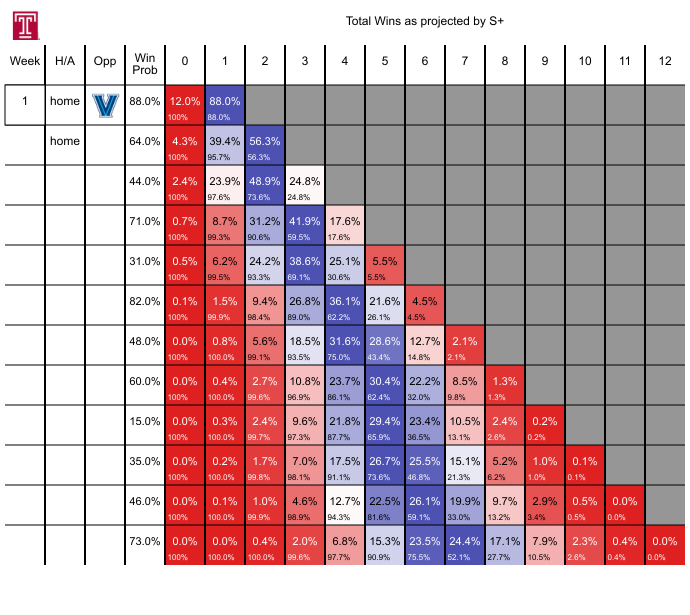 T
Total Wins as projected by S+
Week H/A Opp Win Prob 0 1 2 3 4 5 6 7 8 9 10 11 12
1 home V 88.0% 12.0% 88.0%
100% 88.0%
home 64.0% 4.3% 39.4% 56.3%
100% 95.7% 56.3%
44.0% 2.4% 23.9% 48.9% 24.8%
100% 97.6% 73.6% 24.8%
71.0% 0.7% 8.7% 31.2% 41.9% 17.6%
100% 99.3% 90.6% 59.5% 17.6%
31.0% 0.5% 6.2% 24.2% 38.6% 25.1% 5.5%
100% 99.5% 93.3% 69.1% 30.6% 5.5%
82.0% 0.1% 1.5% 9.4% 26.8% 36.1% 21.6% 4.5%
100% 99.9% 98.4% 89.0% 62.2% 26.1% 4.5%
48.0% 0.0% 0.8% 5.6% 18.5% 31.6% 28.6% 12.7% 2.1%
100% 100.0% 99.1% 93.5% 75.0% 43.4% 14.8% 2.1%
60.0% 0.0% 0.4% 2.7% 10.8% 23.7% 30.4% 22.2% 8.5% 1.3%
100% 100.0% 99.6% 96.9% 86.1% 62.4% 32.0% 9.8% 1.3%
15.0% 0.0% 0.3% 2.4% 9.6% 21.8% 29.4% 23.4% 10.5% 2.4% 0.2%
100% 100.0% 99.7% 97.3% 87.7% 65.9% 36.5% 13.1% 2.6% 0.2%
35.0% 0.0% 0.2% 1.7% 7.0% 17.5% 26.7% 25.5% 15.1% 5.2% 1.0% 0.1%
100% 100.0% 99.8% 98.1% 91.1% 73.6% 46.8% 21.3% 6.2% 1.0% 0.1%
46.0% 0.0% 0.1% 1.0% 4.6% 12.7% 22.5% 26.1% 19.9% 9.7% 2.9% 0.5% 0.0%
100% 100.0% 99.9% 98.9% 94.3% 81.6% 59.1% 33.0% 13.2% 3.4% 0.5% 0.0%
73.0% 0.0% 0.0% 0.4% 2.0% 6.8% 15.3% 23.5% 24.4% 17.1% 7.9% 2.3% 0.4% 0.0%
100% 100.0% 100.0% 99.6% 97.7% 90.9% 75.5% 52.1% 27.7% 10.5% 2.6% 0.4% 0.0%